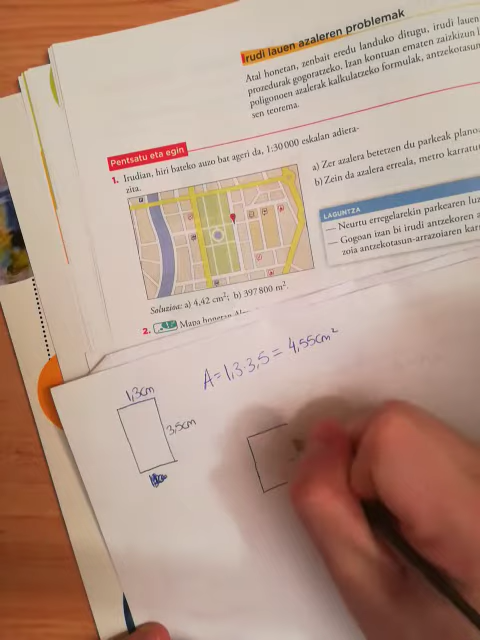 Irudi lauen azaleren problemak
Atal honetan, zenbait eredu landuko ditugu, irudi lauen
prozedurak gogoratzeko. Izan kontuan ematen zaizkizun
poligonoen azalerak kalkulatzeko formulak, antzekotasun
sen teorema.
Pentsatu eta egin
1. Irudian, hiri bateko auzo bat ageri da, 1:30 000 eskalan adiera-
zita.
a) Zer azalera betetzen du parkeak plano
b) Zein da azalera erreala, metro karratu
LAGUNTZA
— Neurtu erregelarekin parkearen luz
— Gogoan izan bi irudi antzekoren a
zoia antzekotasun-arrazoiaren kar
Soluzioa: a) 4,42 cm²; b) 397 800 m².
2. Mapa honetan
1,3cm
3,5cm
A = 1,3 · 3,5 = 4,55cm²